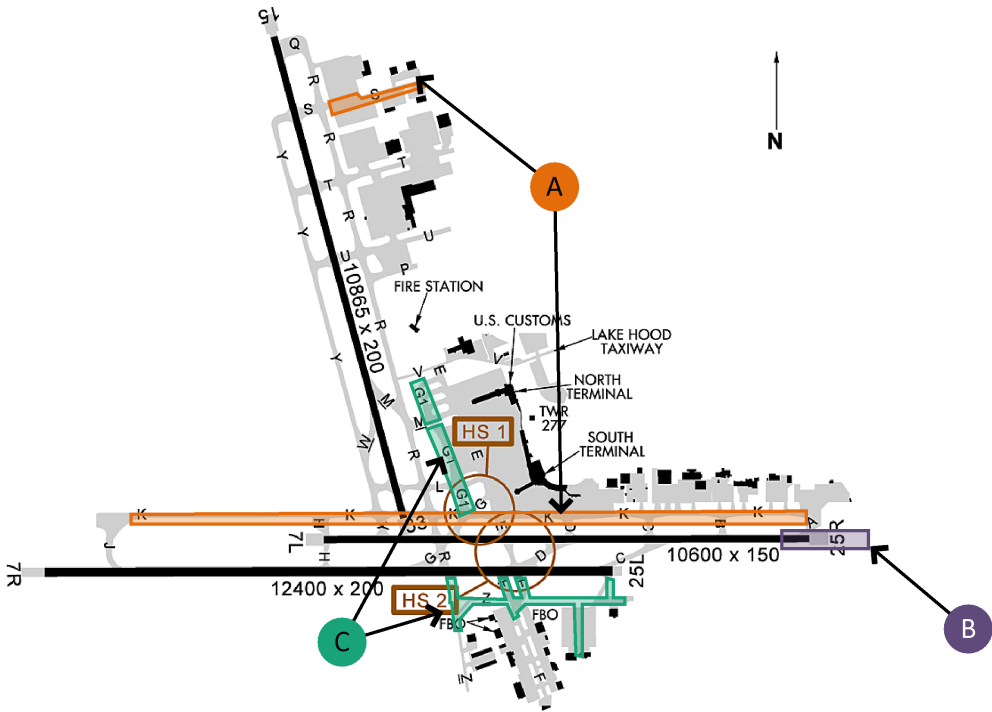 15
Q
R
S
A
S
R
Y
N
T
T
R
Y
U
U
P
10865 x 200
FIRE STATION
R
U.S. CUSTOMS
LAKE HOOD
TAXIWAY
Y
V
E
V
NORTH
TERMINAL
G1
M
TWR
277
M
HS 1
SOUTH
TERMINAL
M
R
G1
E
L
G1
G
K
H
K
Y
33
K
E
K
D
K
C
B
K
A
J
7L
H
G
R
D
C
10600 x 150
25R
7R
12400 x 200
25L
HS 2
Z
E
F
FBO
FBO
C
B
Z
F